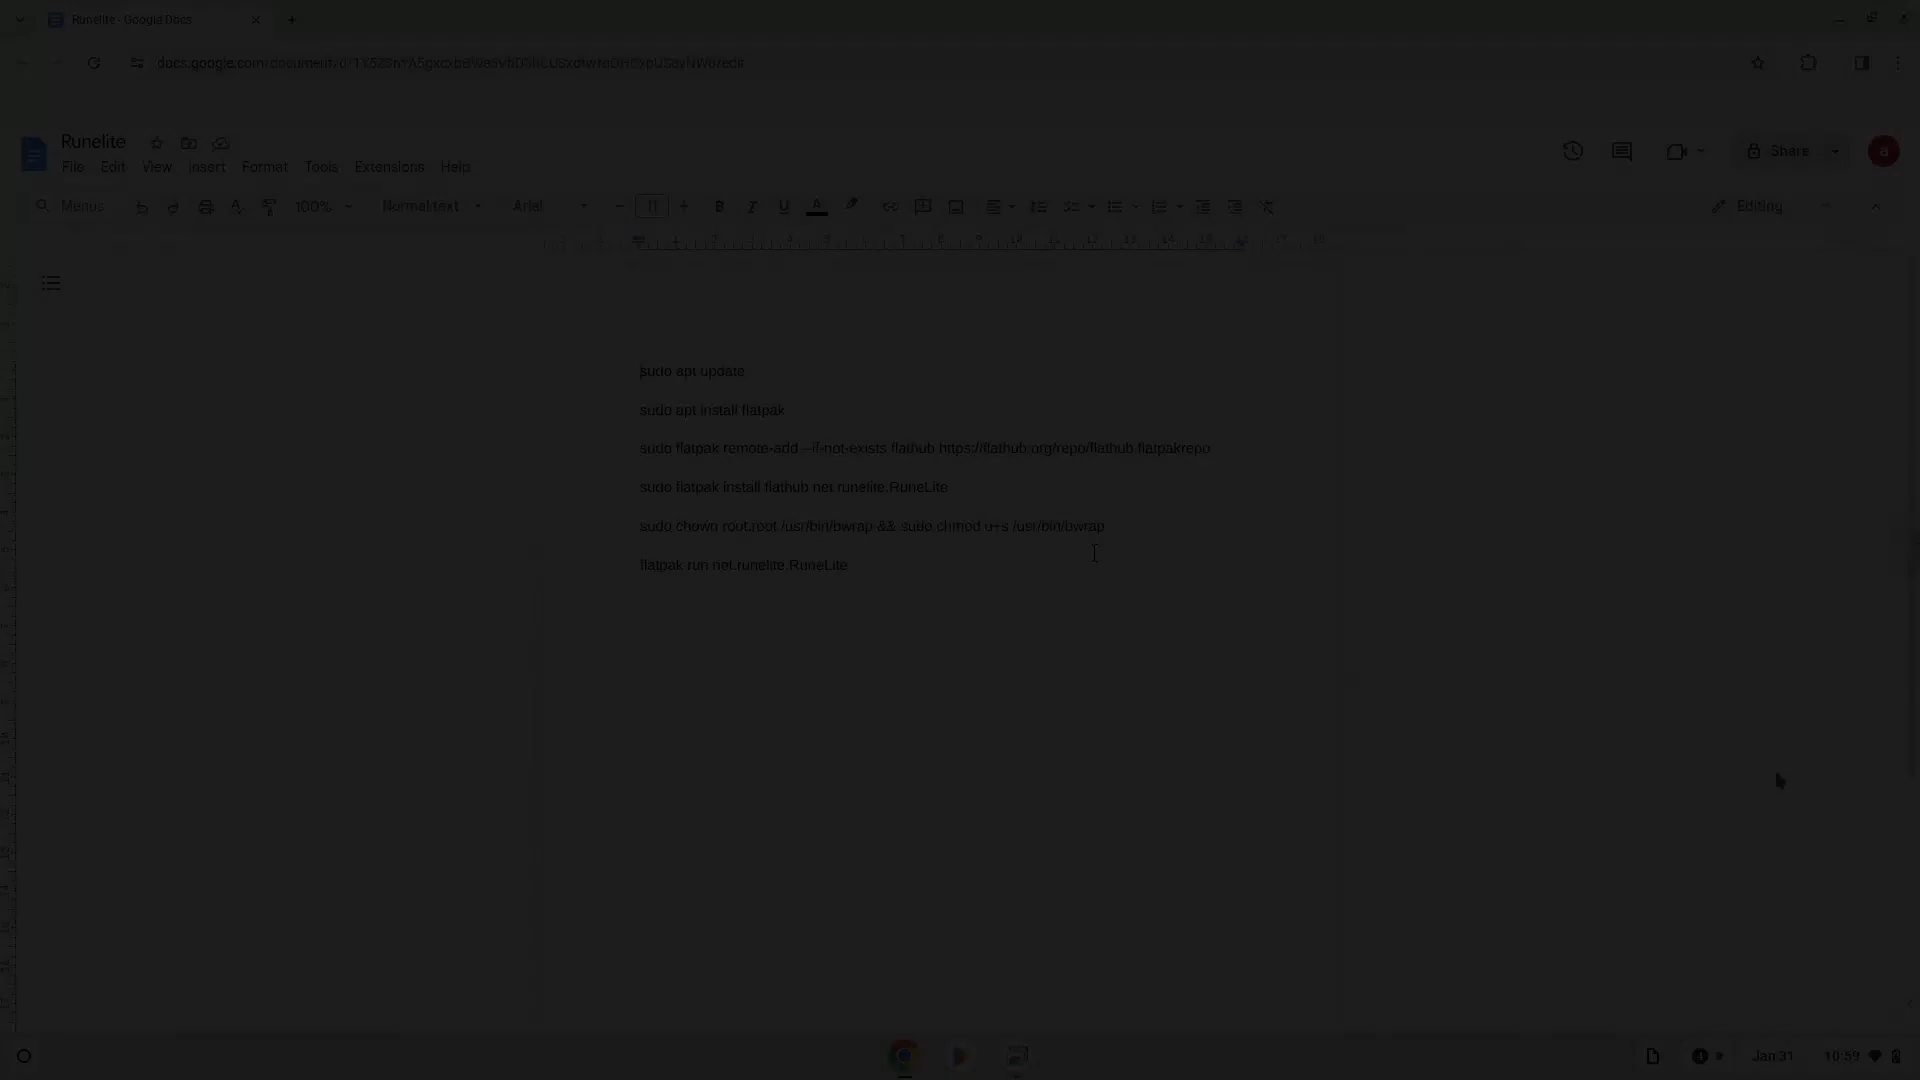 Runelite - Google Docs
Runelite
File Edit View Insert Format Tools Extensions Help
Share
a
Menus
100%
Normal text
Arial
11
Editing
sudo apt update
sudo apt install flatpak
sudo flatpak remote-add --if-not-exists flathub https://flathub.org/repo/flathub.flatpakrepo
sudo flatpak install flathub net.runelite.RuneLite
sudo chown root:root /usr/bin/bwrap && sudo chmod u+s /usr/bin/bwrap
flatpak run net.runelite.RuneLite
Jan 31
10:59